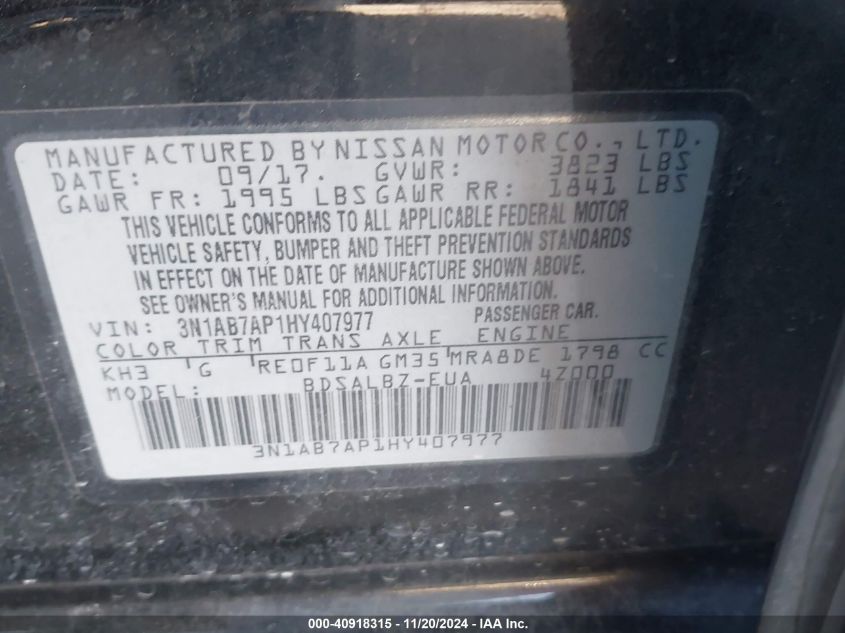 MANUFACTURED BY NISSAN MOTOR CO., LTD.
DATE: 09/17. GVWR: 3823 LBS
GAWR FR: 1995 LBS GAWR RR: 1841 LBS
THIS VEHICLE CONFORMS TO ALL APPLICABLE FEDERAL MOTOR
VEHICLE SAFETY, BUMPER AND THEFT PREVENTION STANDARDS
IN EFFECT ON THE DATE OF MANUFACTURE SHOWN ABOVE.
SEE OWNER'S MANUAL FOR ADDITIONAL INFORMATION.
VIN: 3N1AB7AP1HY407977 PASSENGER CAR.
COLOR TRIM TRANS AXLE ENGINE
KH3 G RE0F11A GM35 MRA8DE 1798 CC
MODEL: BDSALBZ-EUA 4Z000
3N1AB7AP1HY407977
000-40918315 - 11/20/2024 - IAA Inc.